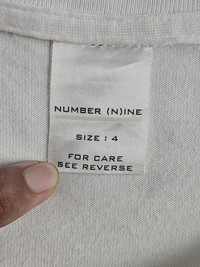 NUMBER (N)INE
SIZE : 4
FOR CARE
SEE REVERSE